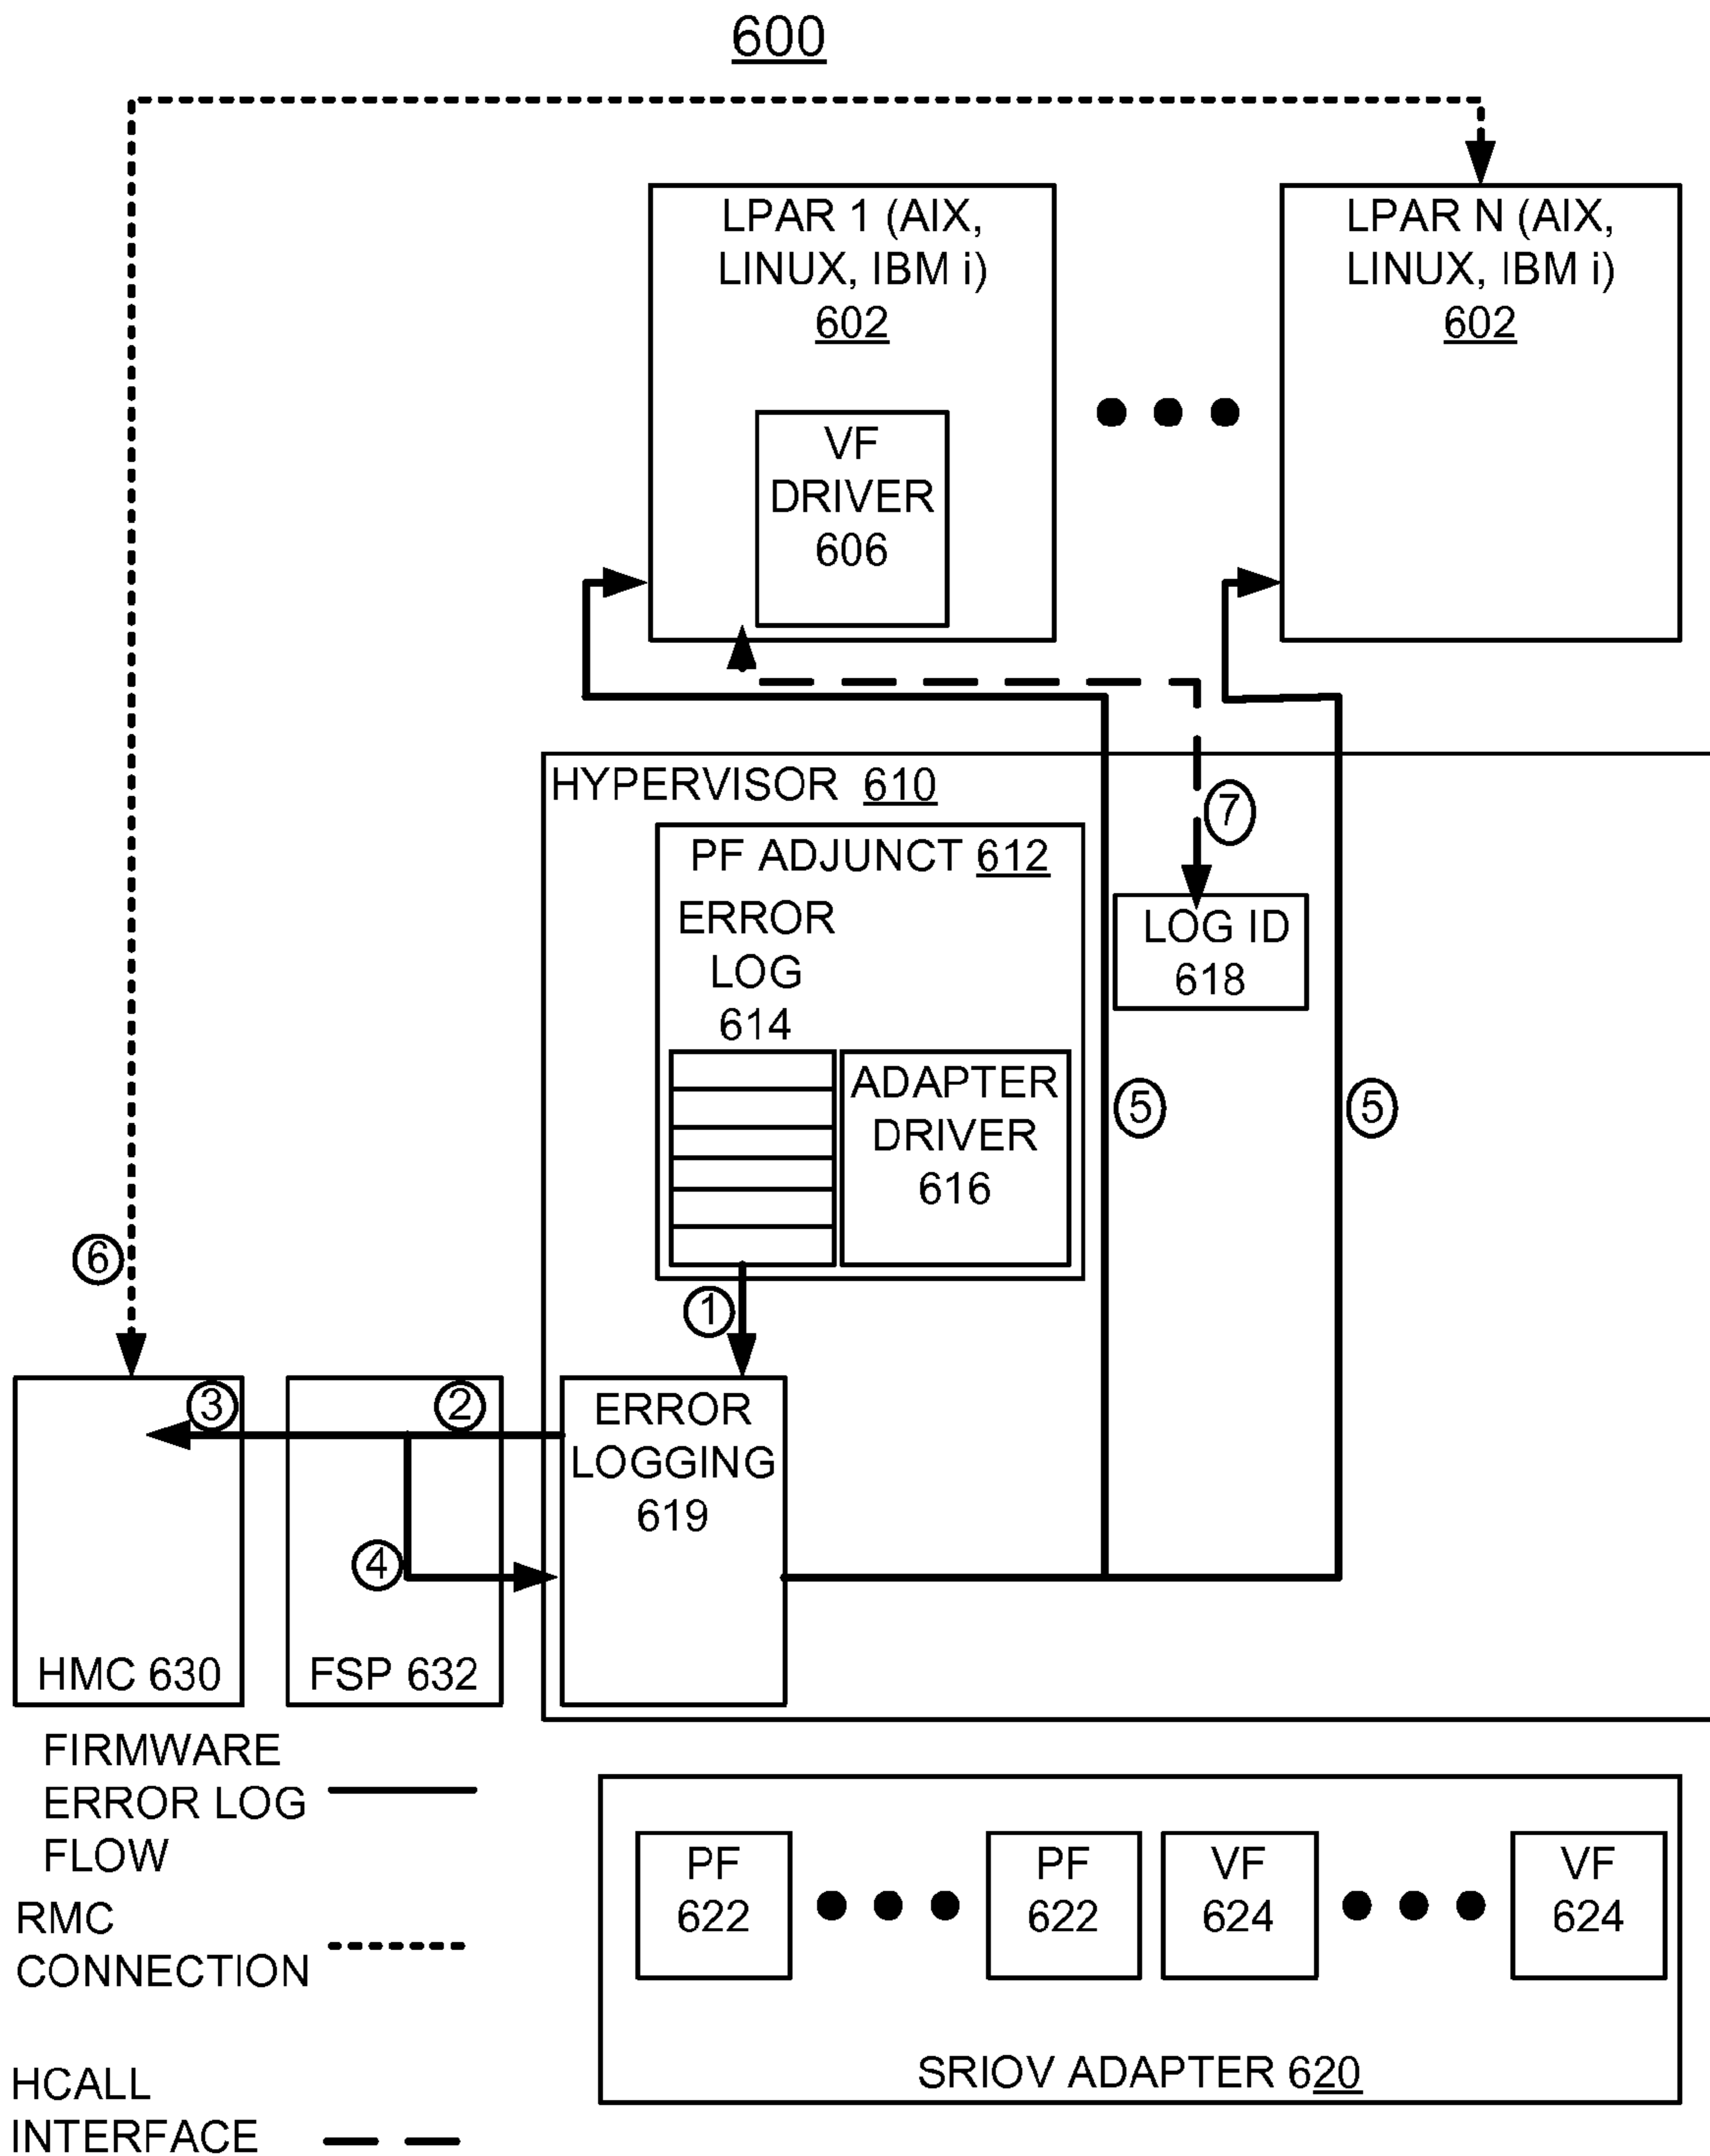 600
LPAR 1 (AIX,
LINUX, IBM i)
602
VF
DRIVER
606
LPAR N (AIX,
LINUX, IBM i)
602
HYPERVISOR 610
PF ADJUNCT 612
ERROR
LOG
614
ADAPTER
DRIVER
616
7
LOG ID
618
5
5
6
1
3
2
ERROR
LOGGING
619
4
HMC 630
FSP 632
FIRMWARE
ERROR LOG
FLOW
RMC
CONNECTION
HCALL
INTERFACE
PF
622
PF
622
VF
624
VF
624
SRIOV ADAPTER 620